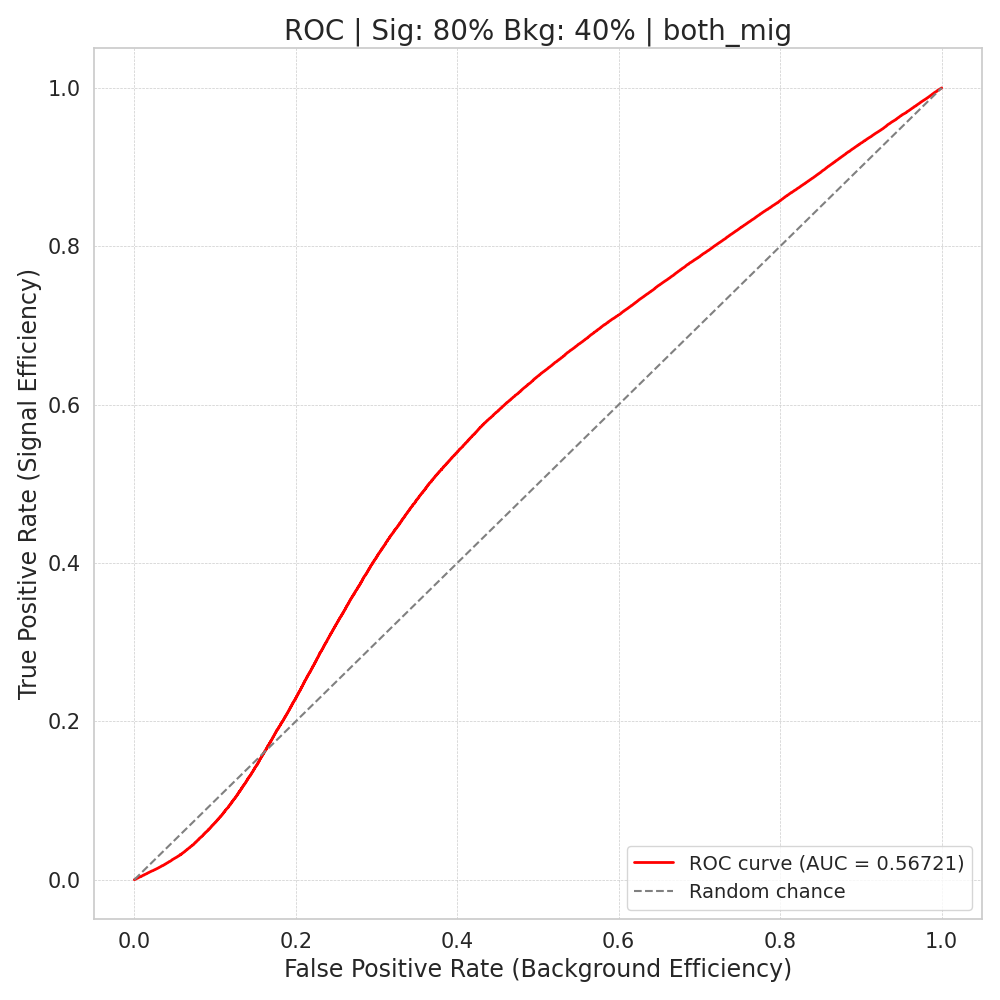 ROC | Sig: 80% Bkg: 40% | both_mig
True Positive Rate (Signal Efficiency)
1.0
0.8
0.6
0.4
0.2
0.0
ROC curve (AUC = 0.56721)
Random chance
0.0 0.2 0.4 0.6 0.8 1.0
False Positive Rate (Background Efficiency)